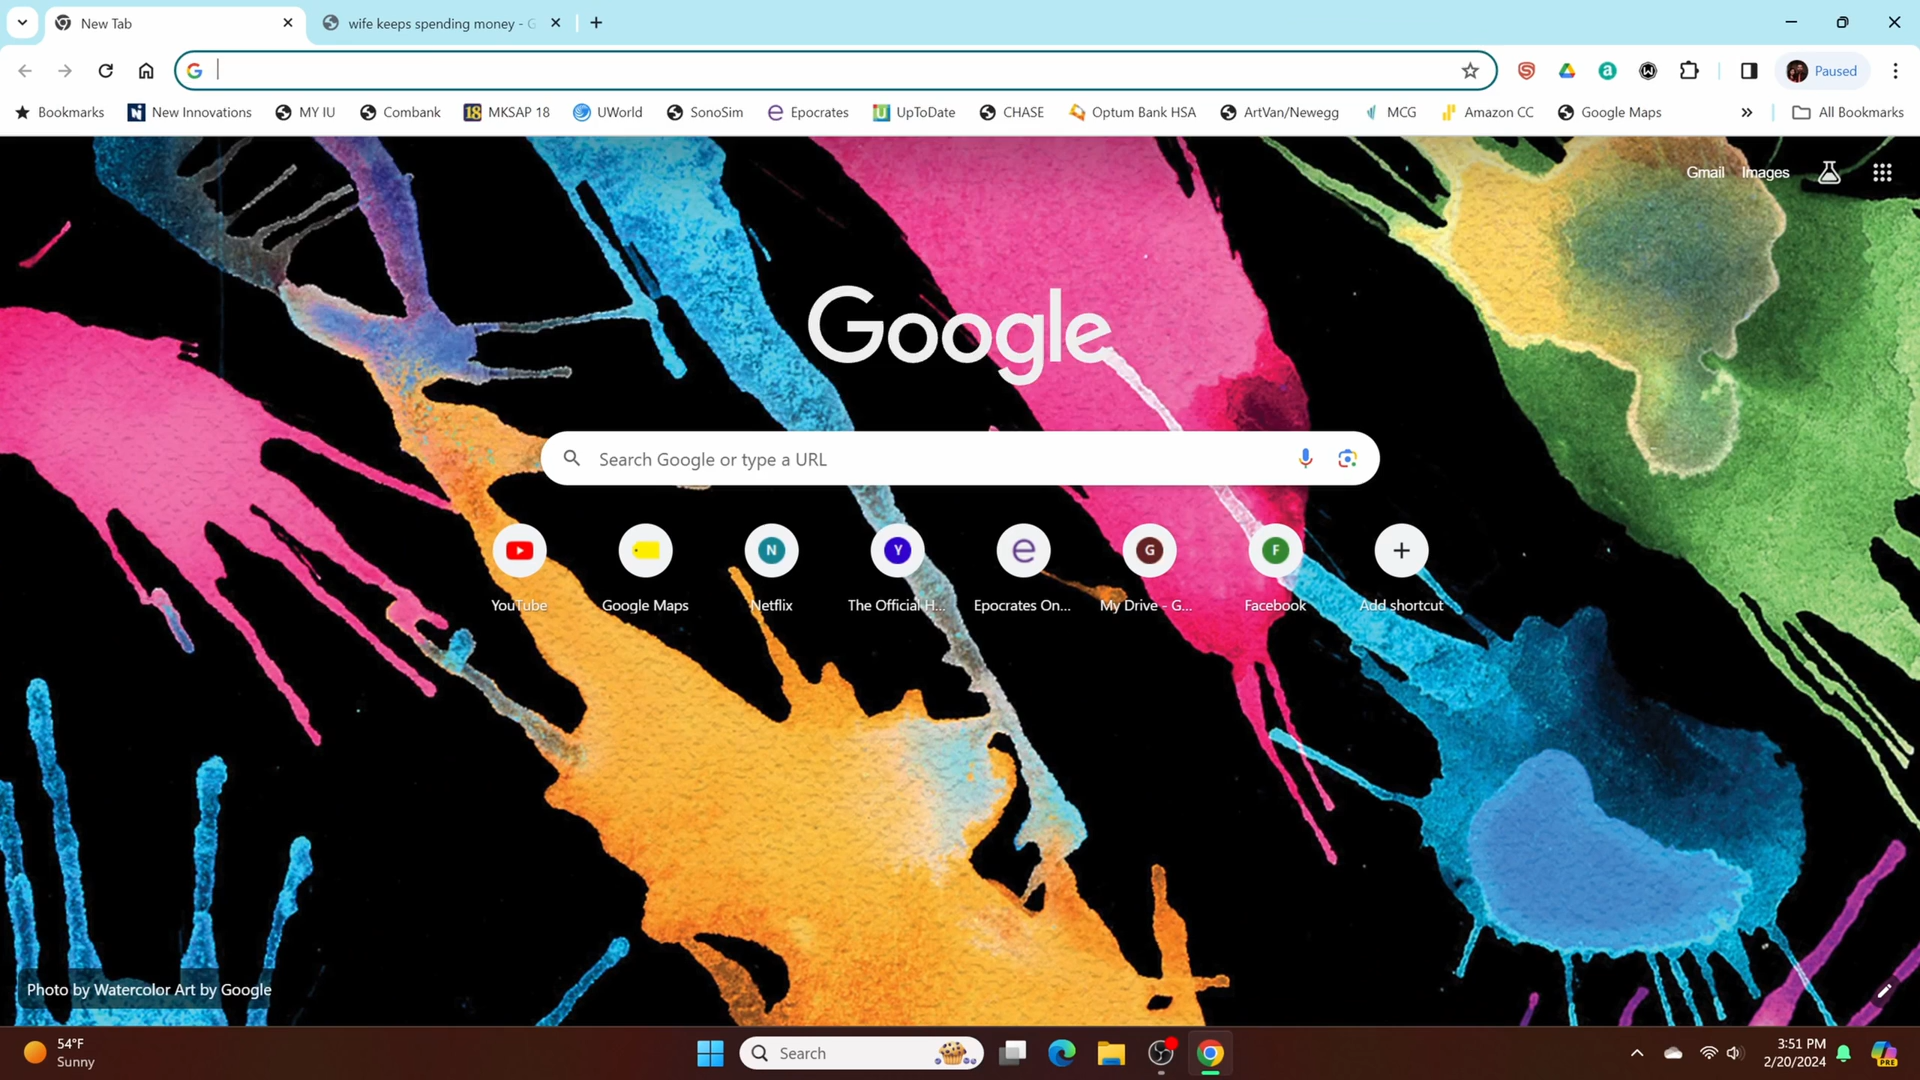 New Tab
wife keeps spending money - G
Paused
Bookmarks
New Innovations
MY IU
Combank
18
MKSAP 18
UWorld
SonoSim
Epocrates
UpToDate
CHASE
Optum Bank HSA
ArtVan/Newegg
MCG
Amazon CC
Google Maps
All Bookmarks
Gmail
Images
Google
Search Google or type a URL
N
Y
e
G
F
YouTube
Google Maps
Netflix
The Official H...
Epocrates On...
My Drive - G...
Facebook
Add shortcut
Photo by Watercolor Art by Google
54°F
Sunny
Search
3:51 PM
2/20/2024
PRE